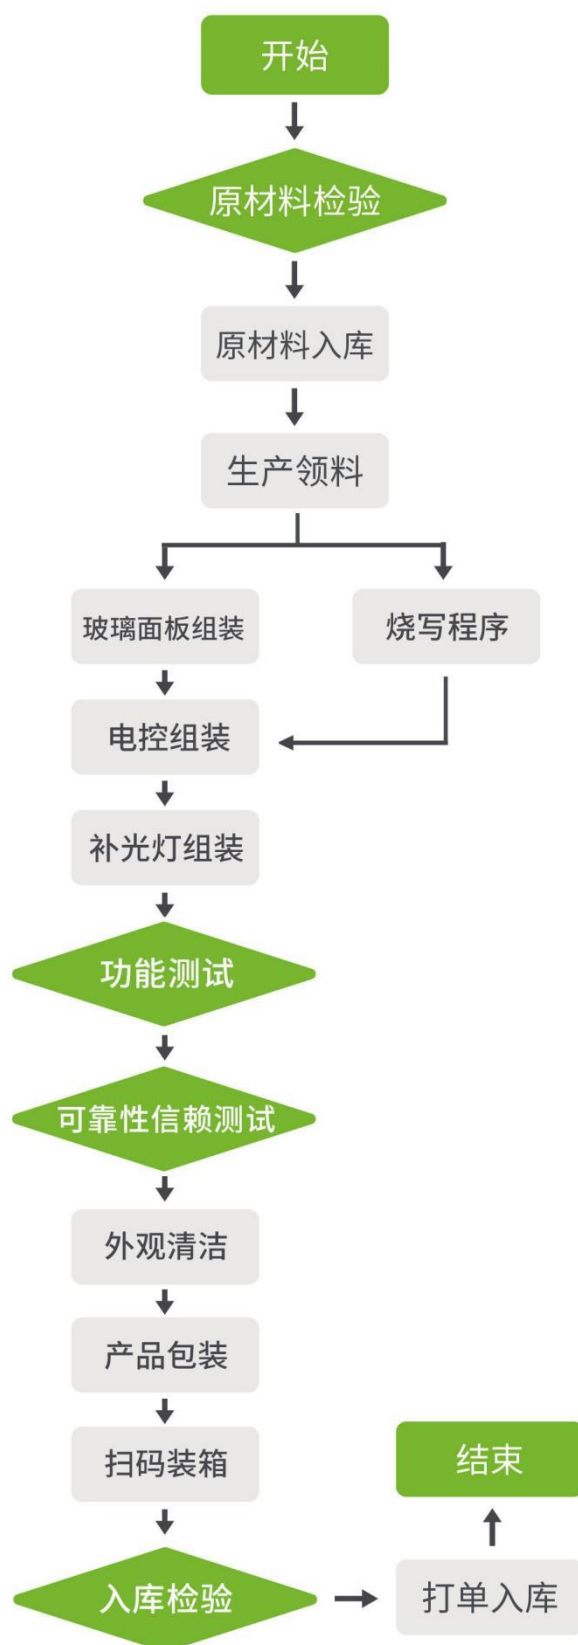 开始
原材料检验
原材料入库
生产领料
玻璃面板组装
烧写程序
电控组装
补光灯组装
功能测试
可靠性信赖测试
外观清洁
产品包装
扫码装箱
结束
入库检验
打单入库